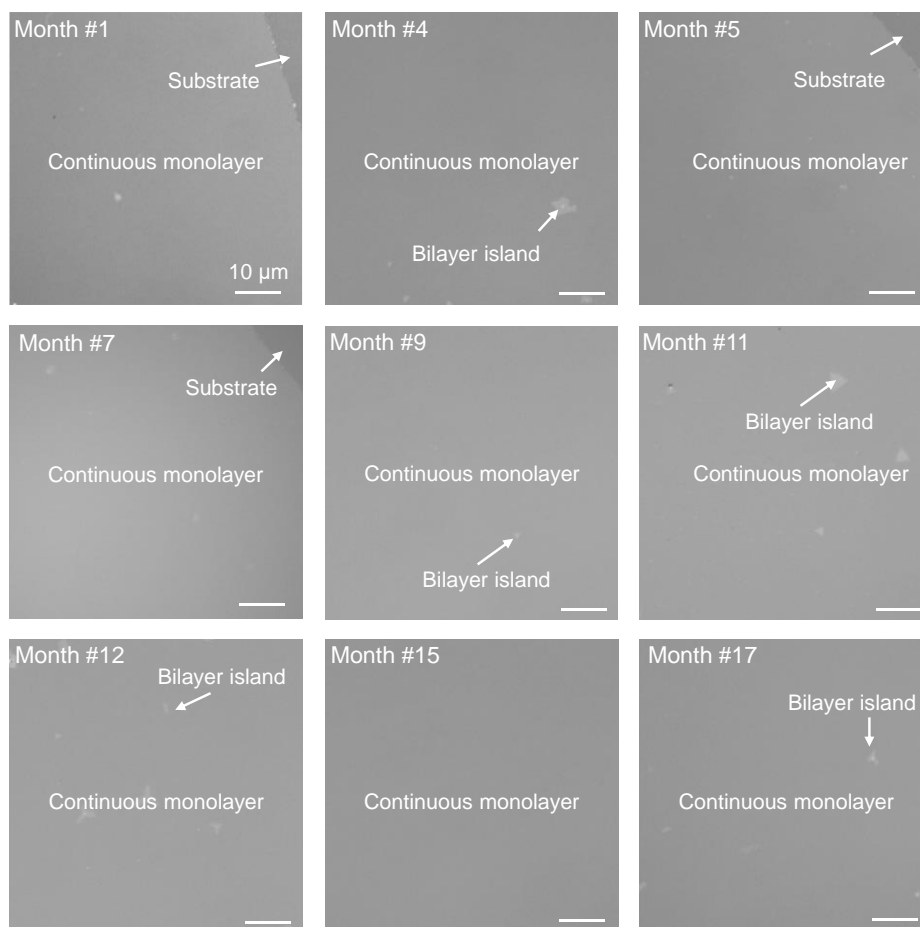 Month #1
Substrate
Continuous monolayer
10 µm
Month #4
Continuous monolayer
Bilayer island
Month #5
Substrate
Continuous monolayer
Month #7
Substrate
Continuous monolayer
Month #9
Continuous monolayer
Bilayer island
Month #11
Bilayer island
Continuous monolayer
Month #12
Bilayer island
Continuous monolayer
Month #15
Continuous monolayer
Month #17
Bilayer island
Continuous monolayer